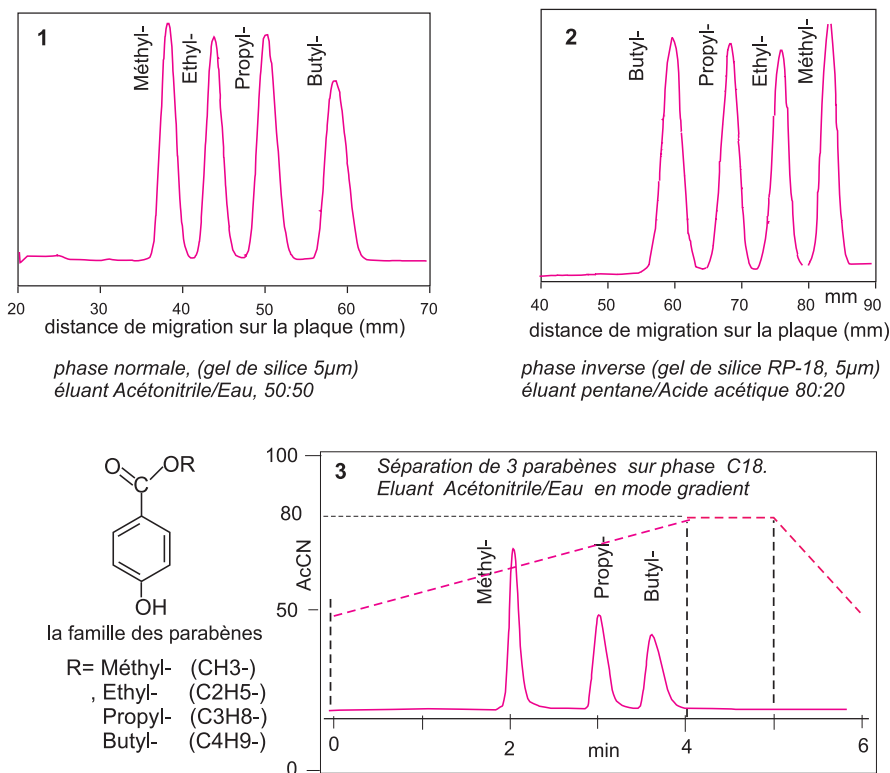 1
Méthyl-
Ethyl-
Propyl-
Butyl-
20 30 40 50 60 70
distance de migration sur la plaque (mm)
phase normale, (gel de silice 5µm)
éluant Acétonitrile/Eau, 50:50
2
Butyl-
Propyl-
Ethyl-
Méthyl-
mm
40 50 60 70 80 90
distance de migration sur la plaque (mm)
phase inverse (gel de silice RP-18, 5µm)
éluant pentane/Acide acétique 80:20
O
OR
C
OH
la famille des parabènes
R= Méthyl- (CH3-)
, Ethyl- (C2H5-)
Propyl- (C3H8-)
Butyl- (C4H9-)
3 Séparation de 3 parabènes sur phase C18.
Eluant Acétonitrile/Eau en mode gradient
100
80
50
0
AcCN
Méthyl-
Propyl-
Butyl-
0 2 min 4 6